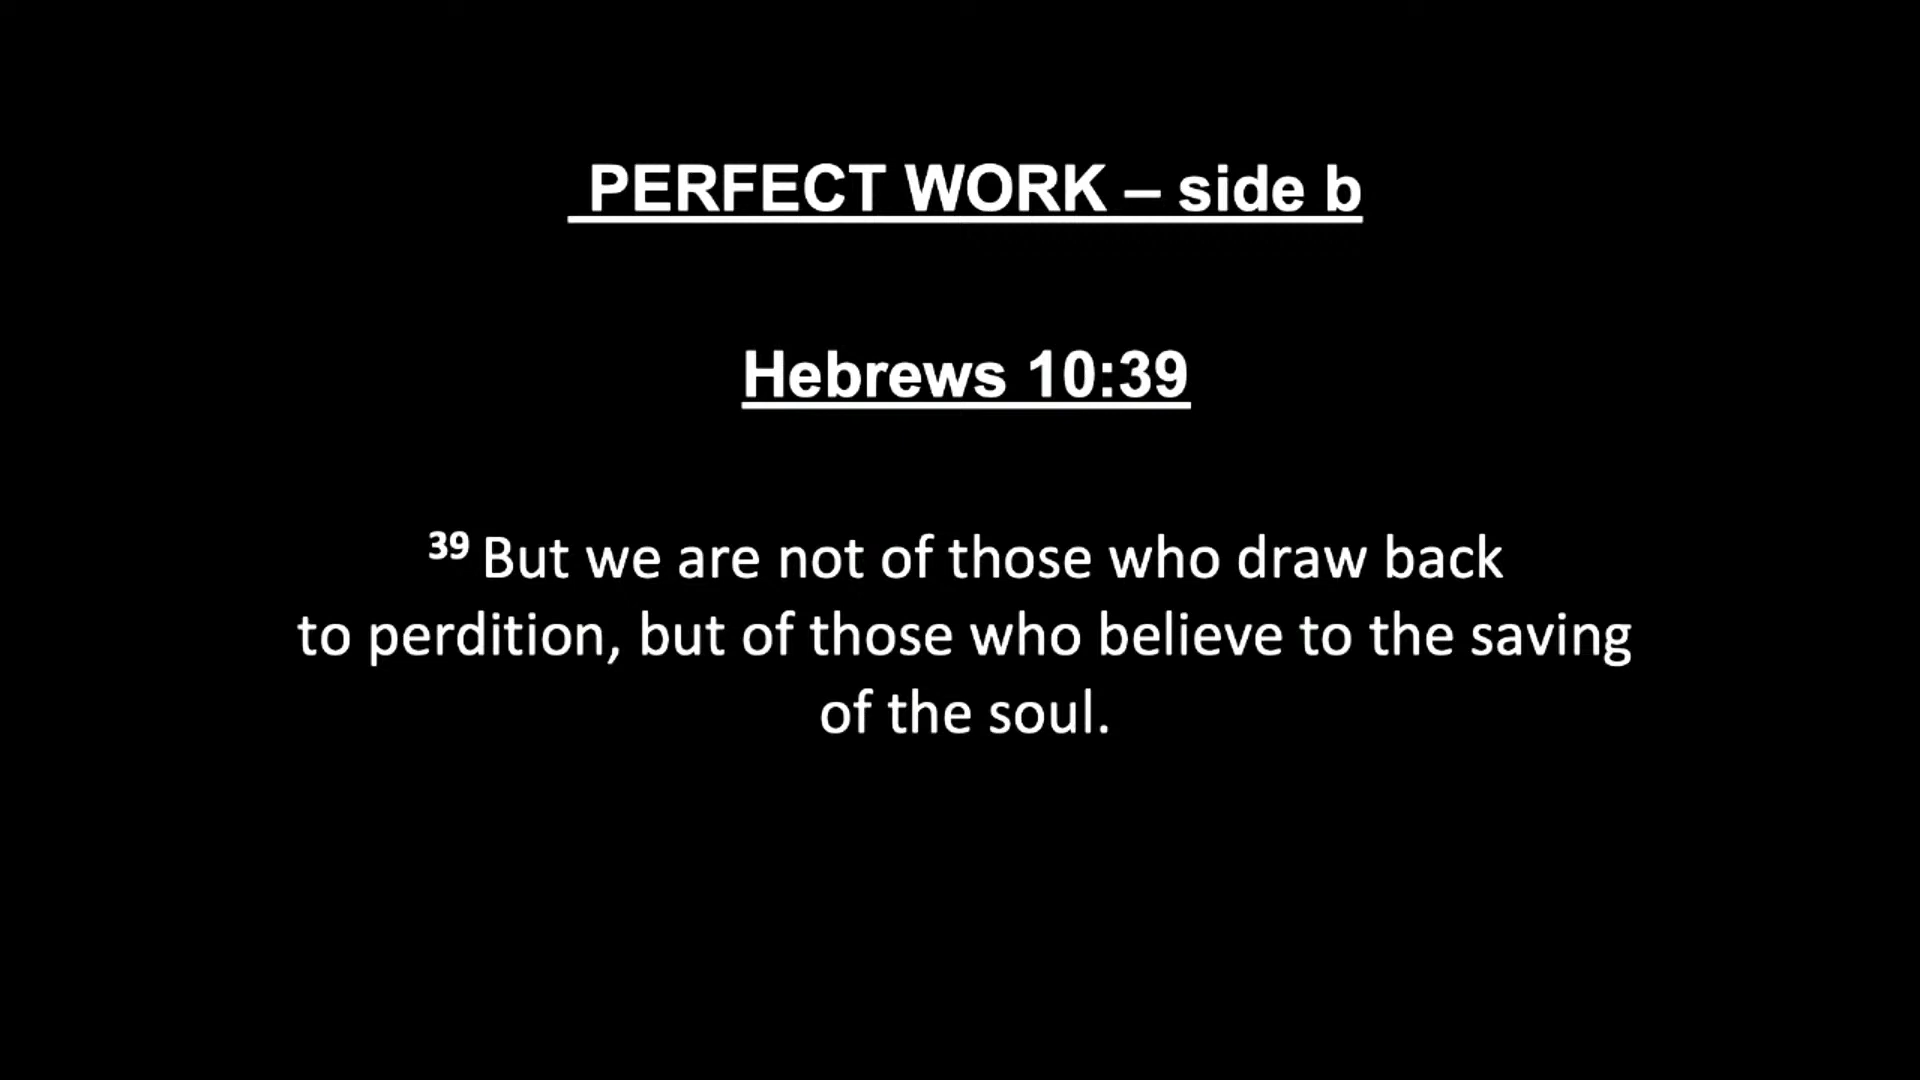 PERFECT WORK – side b
Hebrews 10:39
39 But we are not of those who draw back
to perdition, but of those who believe to the saving
of the soul.